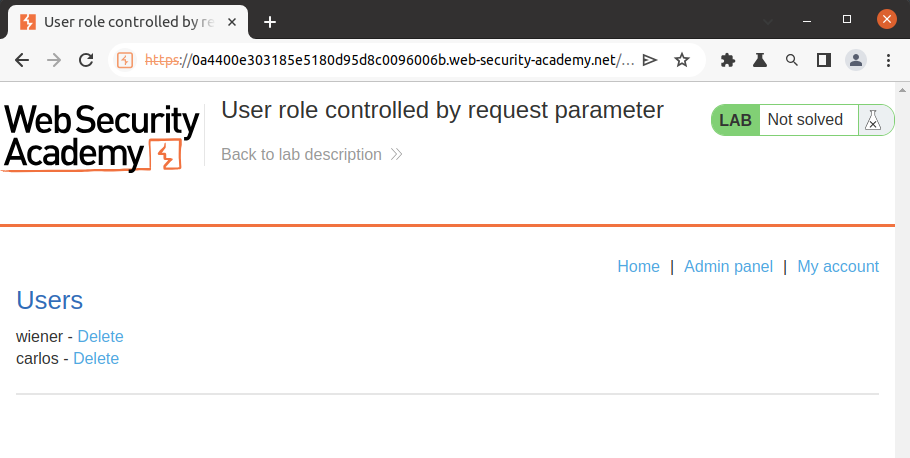 User role controlled by re
https://0a4400e303185e5180d95d8c0096006b.web-security-academy.net/...
Web Security
Academy
User role controlled by request parameter
Back to lab description
LAB Not solved
Home | Admin panel | My account
Users
wiener - Delete
carlos - Delete